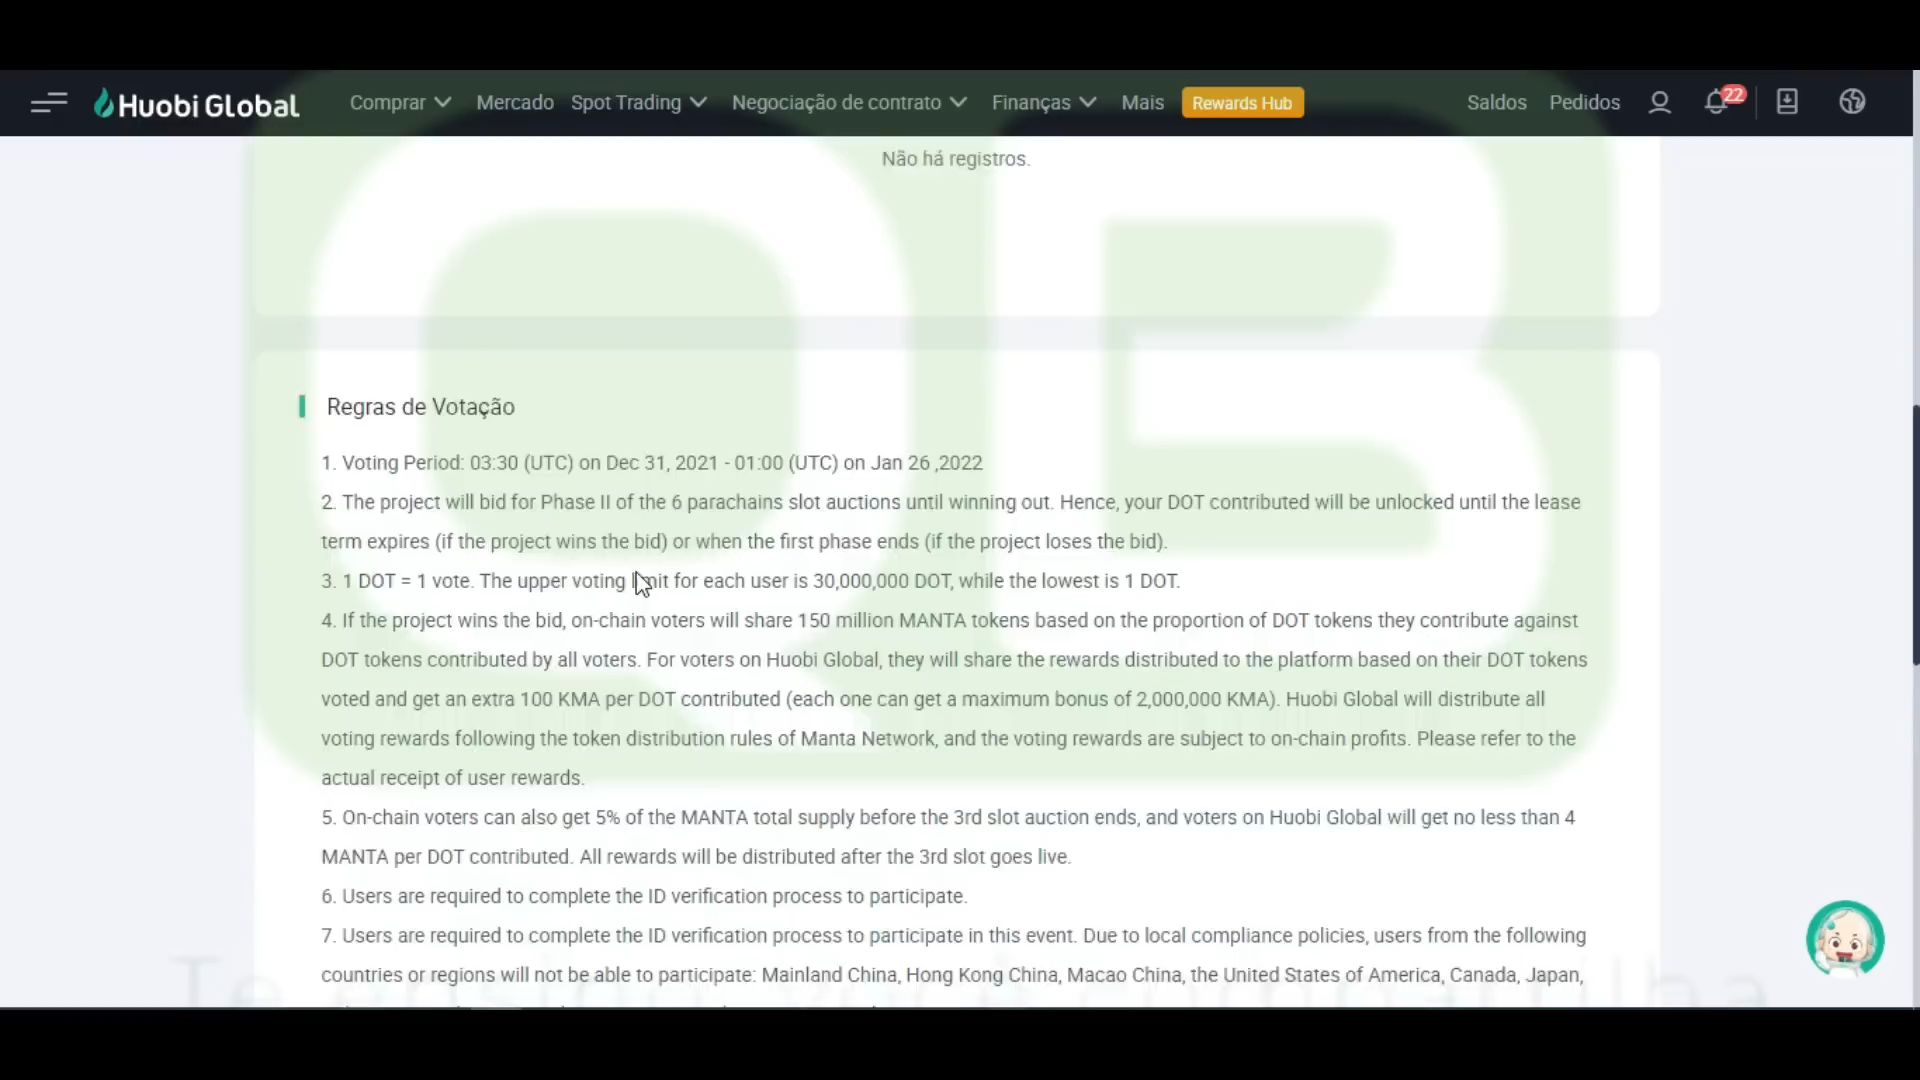 Huobi Global Comprar Mercado Spot Trading Negociação de contrato Finanças Mais Rewards Hub Saldos Pedidos 22
Não há registros.
Regras de Votação
1. Voting Period: 03:30 (UTC) on Dec 31, 2021 - 01:00 (UTC) on Jan 26 ,2022
2. The project will bid for Phase II of the 6 parachains slot auctions until winning out. Hence, your DOT contributed will be unlocked until the lease
term expires (if the project wins the bid) or when the first phase ends (if the project loses the bid).
3. 1 DOT = 1 vote. The upper voting limit for each user is 30,000,000 DOT, while the lowest is 1 DOT.
4. If the project wins the bid, on-chain voters will share 150 million MANTA tokens based on the proportion of DOT tokens they contribute against
DOT tokens contributed by all voters. For voters on Huobi Global, they will share the rewards distributed to the platform based on their DOT tokens
voted and get an extra 100 KMA per DOT contributed (each one can get a maximum bonus of 2,000,000 KMA). Huobi Global will distribute all
voting rewards following the token distribution rules of Manta Network, and the voting rewards are subject to on-chain profits. Please refer to the
actual receipt of user rewards.
5. On-chain voters can also get 5% of the MANTA total supply before the 3rd slot auction ends, and voters on Huobi Global will get no less than 4
MANTA per DOT contributed. All rewards will be distributed after the 3rd slot goes live.
6. Users are required to complete the ID verification process to participate.
7. Users are required to complete the ID verification process to participate in this event. Due to local compliance policies, users from the following
countries or regions will not be able to participate: Mainland China, Hong Kong China, Macao China, the United States of America, Canada, Japan,